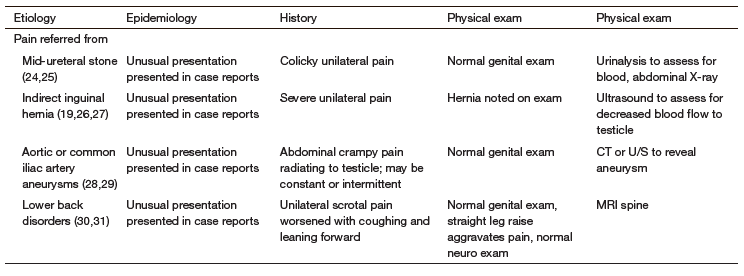 Etiology Epidemiology History Physical exam Physical exam
Pain referred from
Mid-ureteral stone Unusual presentation Colicky unilateral pain Normal genital exam Urinalysis to assess for
(24,25) presented in case reports blood, abdominal X-ray
Indirect inguinal Unusual presentation Severe unilateral pain Hernia noted on exam Ultrasound to assess for
hernia (19,26,27) presented in case reports decreased blood flow to
testicle
Aortic or common Unusual presentation Abdominal crampy pain Normal genital exam CT or U/S to reveal
iliac artery presented in case reports radiating to testicle; may be aneurysm
aneurysms (28,29) constant or intermittent
Lower back Unusual presentation Unilateral scrotal pain Normal genital exam, MRI spine
disorders (30,31) presented in case reports worsened with coughing and straight leg raise
leaning forward aggravates pain, normal
neuro exam